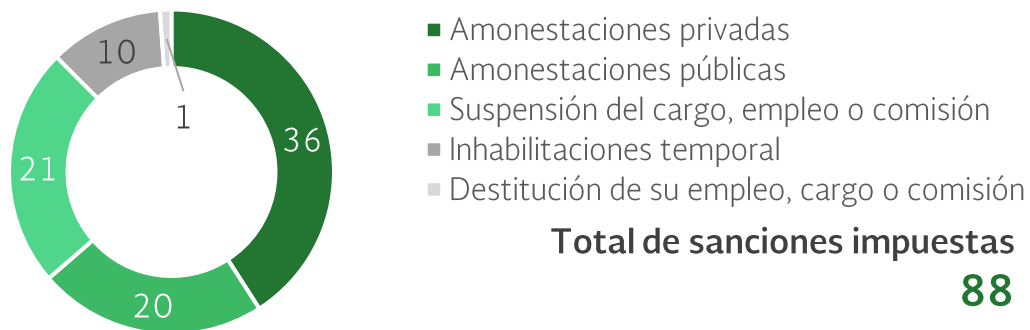 10
1
36
21
20
Amonestaciones privadas
Amonestaciones públicas
Suspensión del cargo, empleo o comisión
Inhabilitaciones temporal
Destitución de su empleo, cargo o comisión
Total de sanciones impuestas
88